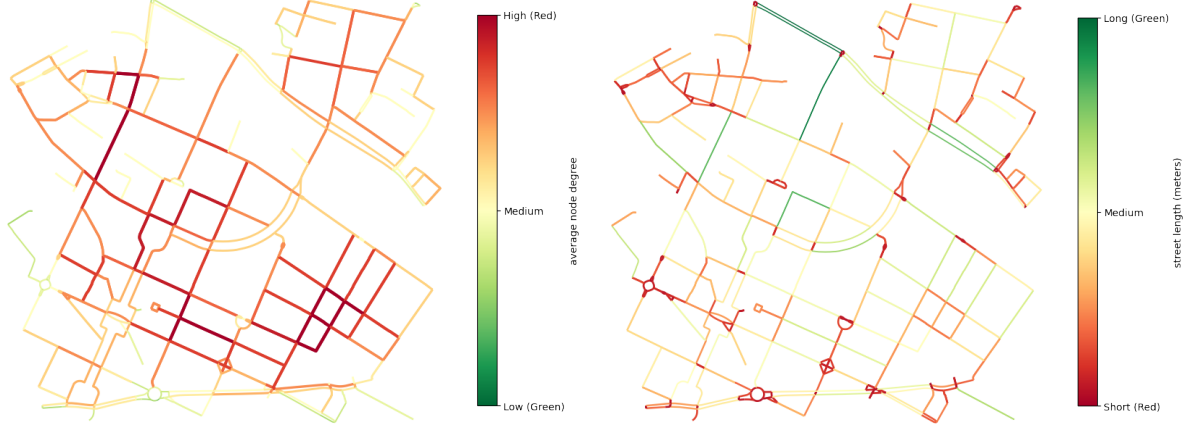 High (Red)
Medium
Low (Green)
average node degree
Long (Green)
Medium
Short (Red)
street length (meters)